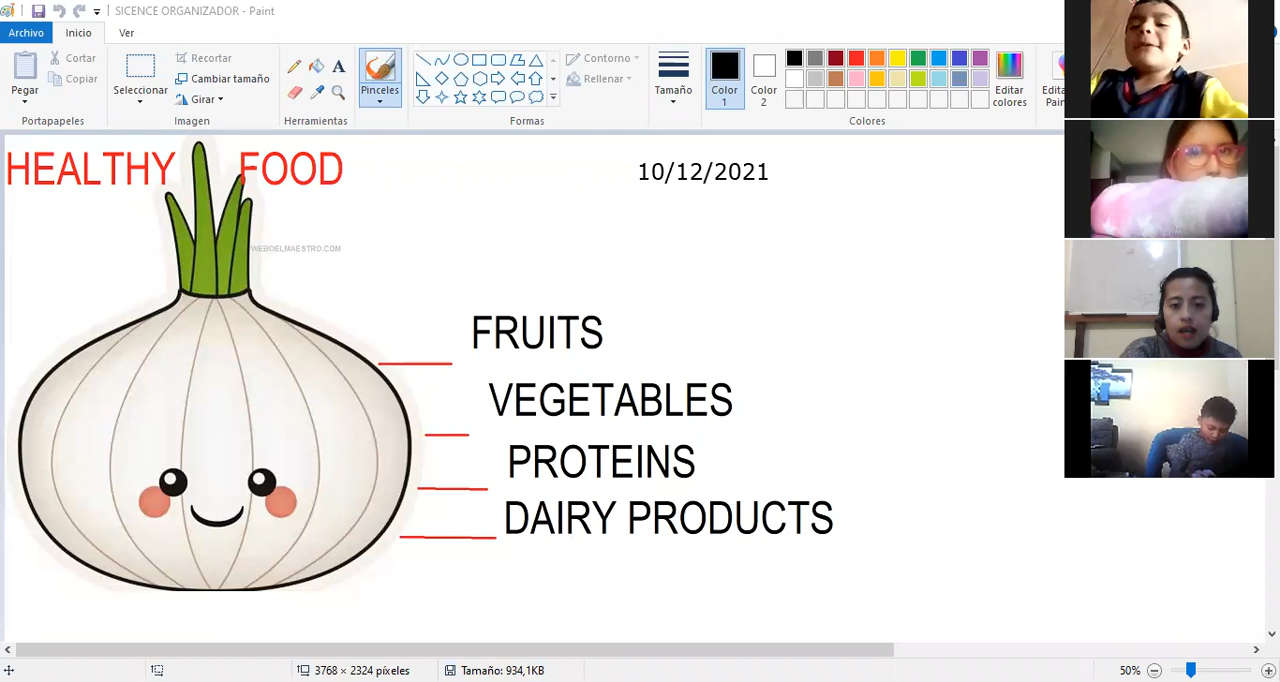 SICENCE ORGANIZADOR - Paint
Archivo Inicio Ver
Pegar
Cortar
Copiar
Portapapeles
Seleccionar
Recortar
Cambiar tamaño
Girar
Imagen
A
Herramientas
Pinceles
Contorno
Rellenar
Formas
Tamaño
Color
1
Color
2
Editar
colores
Colores
HEALTHY FOOD
10/12/2021
WEBDELMAESTRO.COM
FRUITS
VEGETABLES
PROTEINS
DAIRY PRODUCTS
3768 × 2324 píxeles
Tamaño: 934,1KB
50%